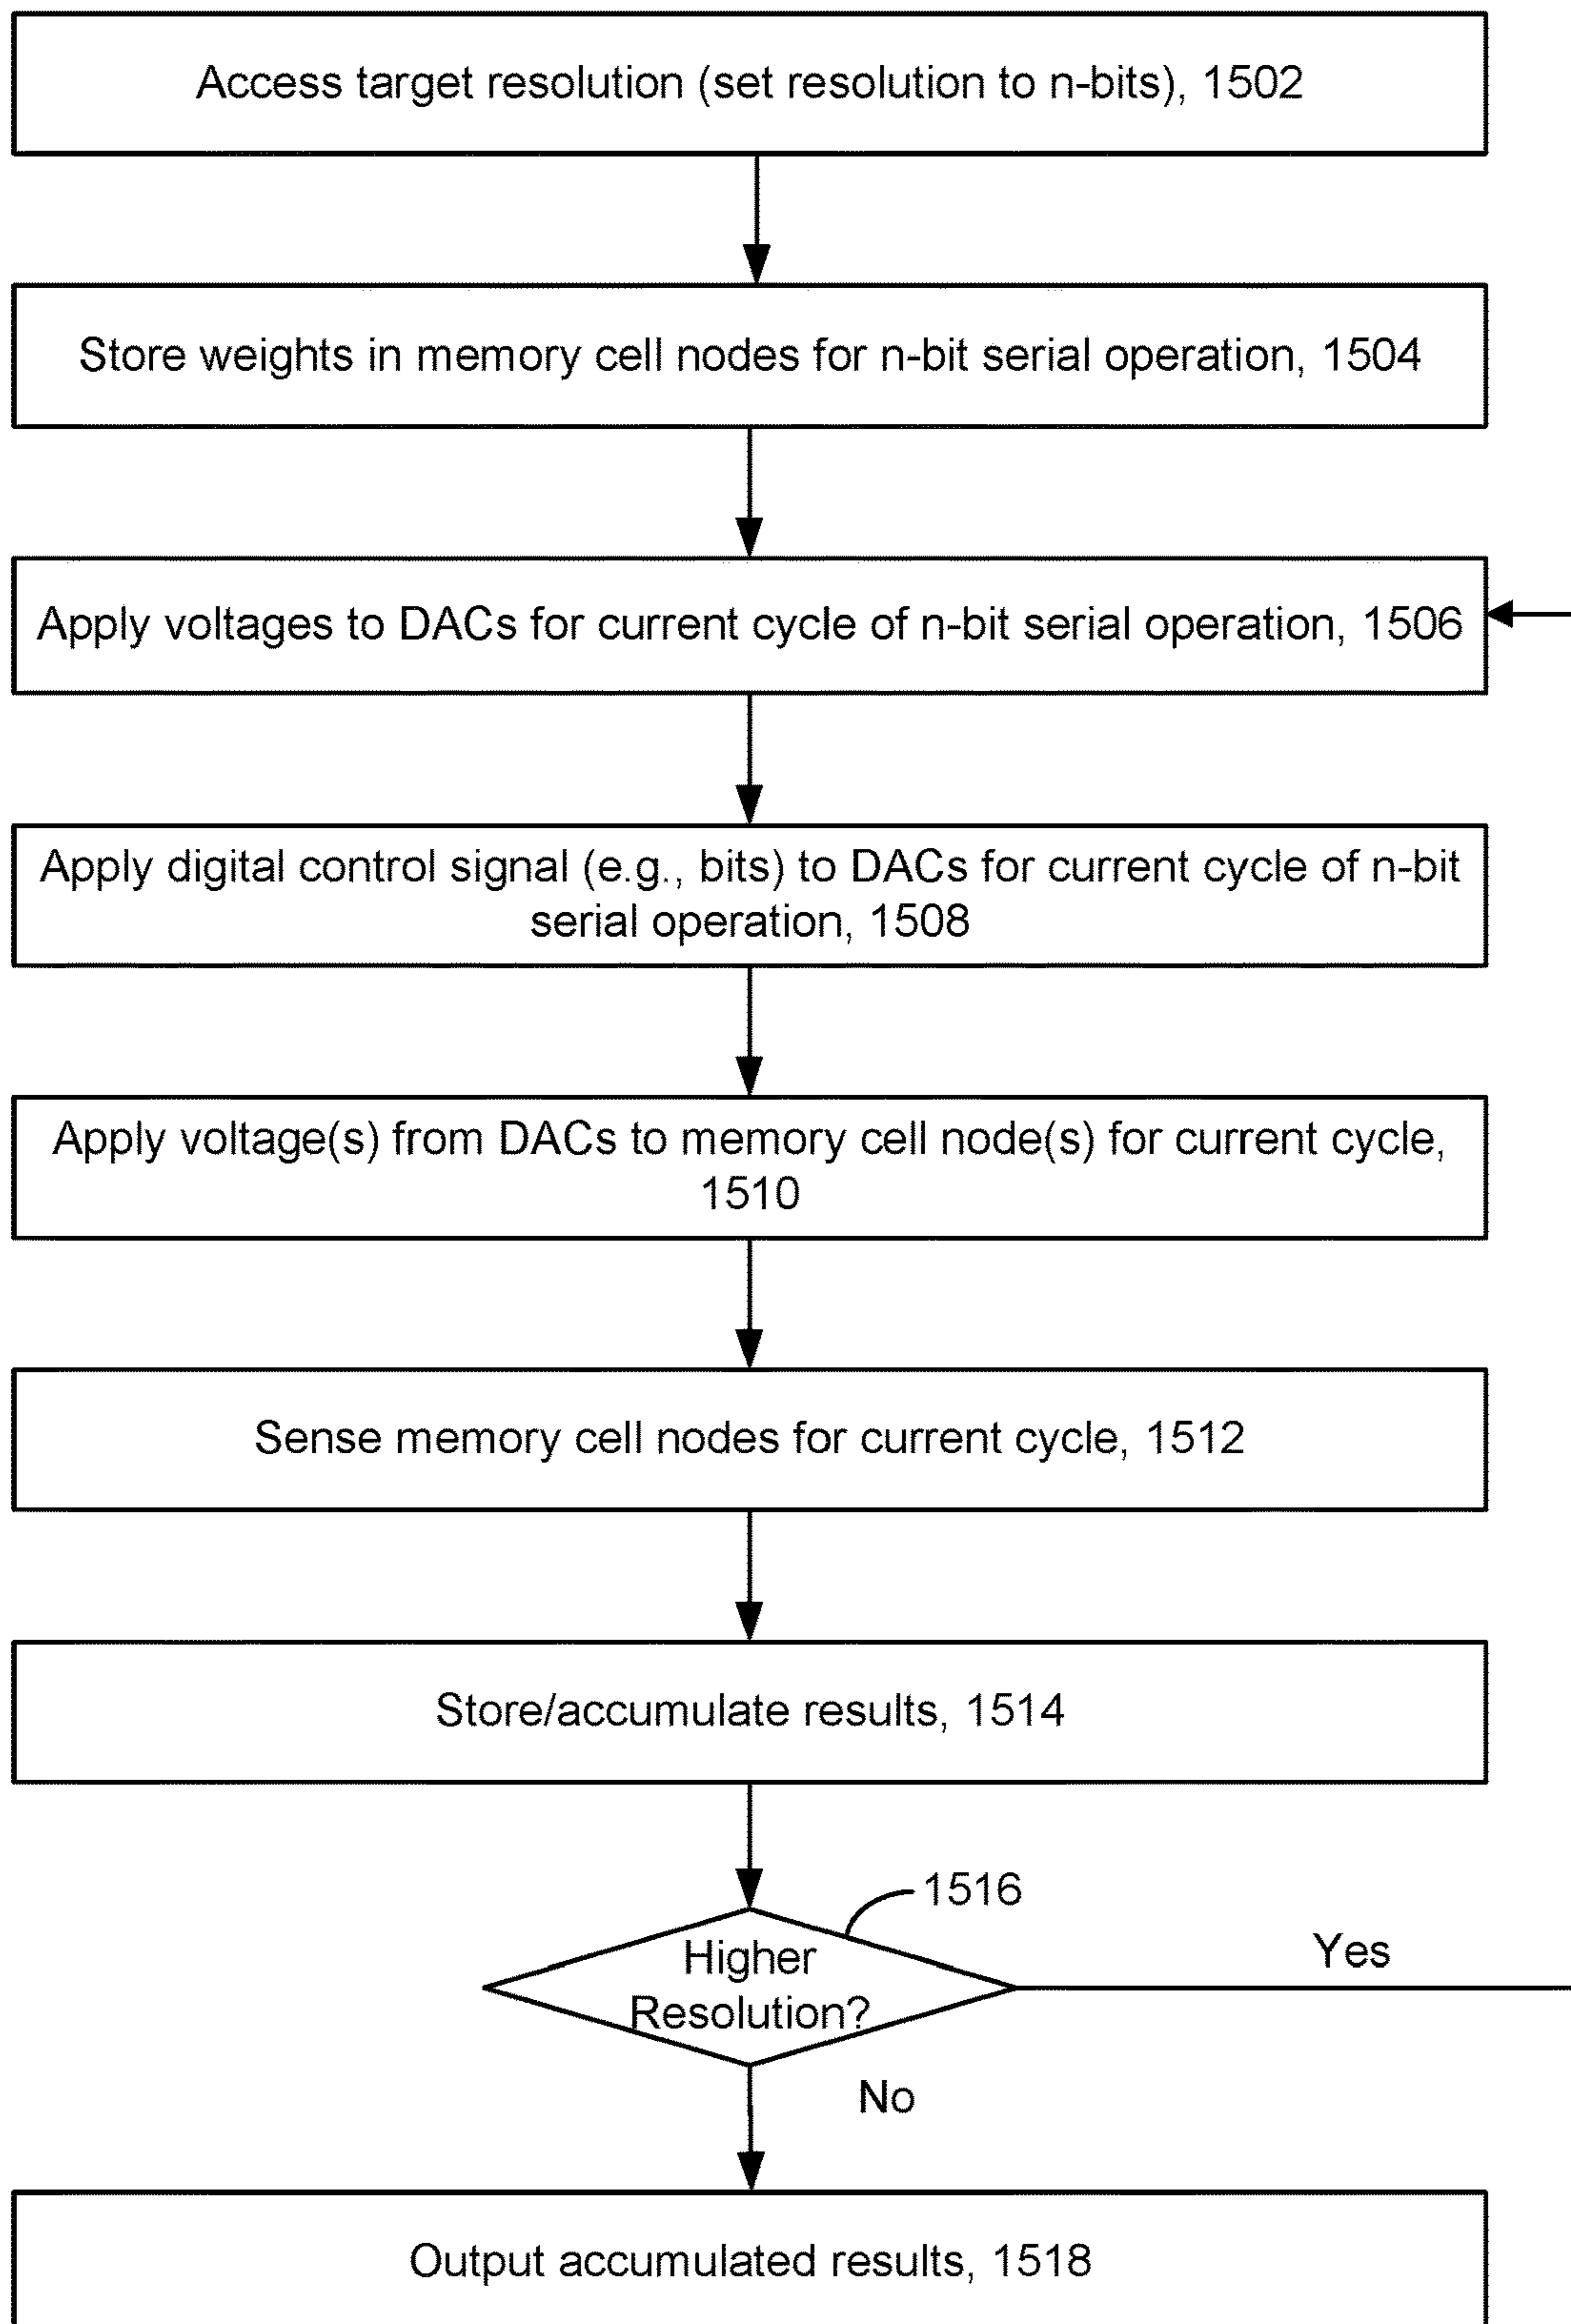 Access target resolution (set resolution to n-bits), 1502
Store weights in memory cell nodes for n-bit serial operation, 1504
Apply voltages to DACs for current cycle of n-bit serial operation, 1506
Apply digital control signal (e.g., bits) to DACs for current cycle of n-bit
serial operation, 1508
Apply voltage(s) from DACs to memory cell node(s) for current cycle,
1510
Sense memory cell nodes for current cycle, 1512
Store/accumulate results, 1514
1516
Higher
Resolution?
Yes
No
Output accumulated results, 1518